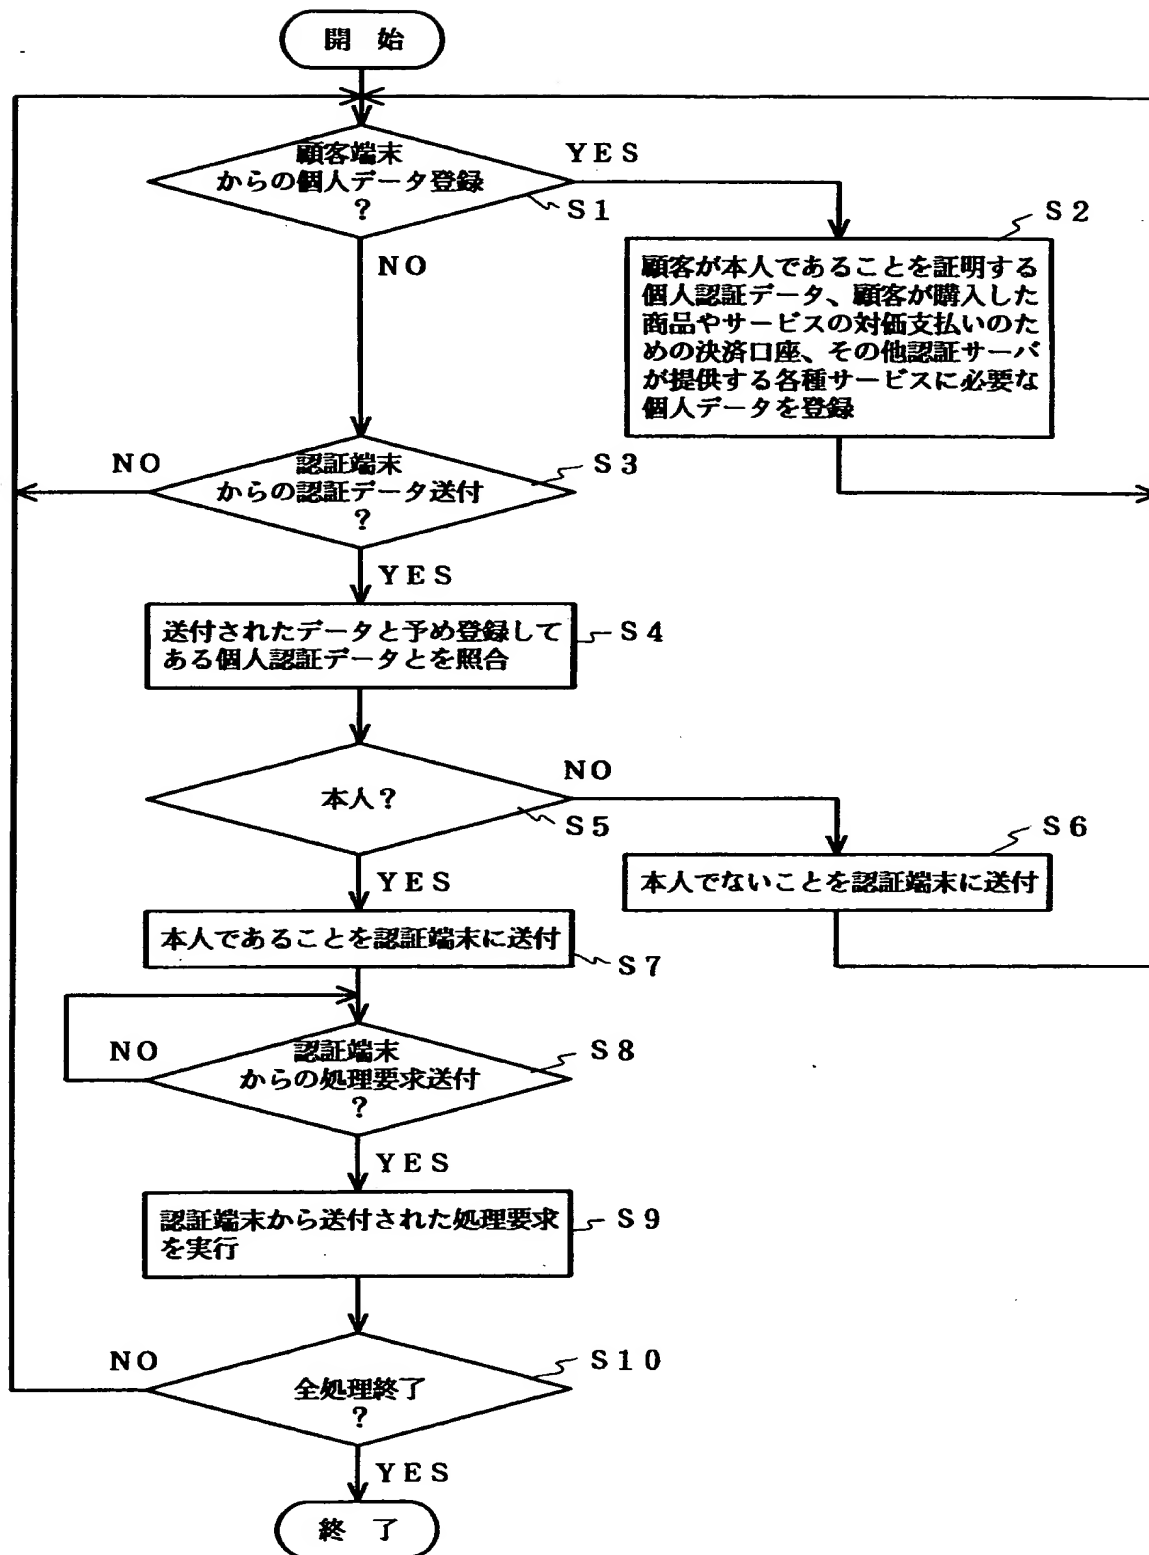 開 始
顧客端末
からの個人データ登録
?
YES
S1
NO
S2
顧客が本人であることを証明する
個人認証データ、顧客が購入した
商品やサービスの対価支払いのた
めの決済口座、その他認証サーバ
が提供する各種サービスに必要な
個人データを登録
NO
認証端末
からの認証データ送付
?
S3
YES
送付されたデータと予め登録して
ある個人認証データとを照合
S4
本人?
NO
S5
S6
本人でないことを認証端末に送付
YES
本人であることを認証端末に送付
S7
NO
認証端末
からの処理要求送付
?
S8
YES
認証端末から送付された処理要求
を実行
S9
NO
全処理終了
?
S10
YES
終 了